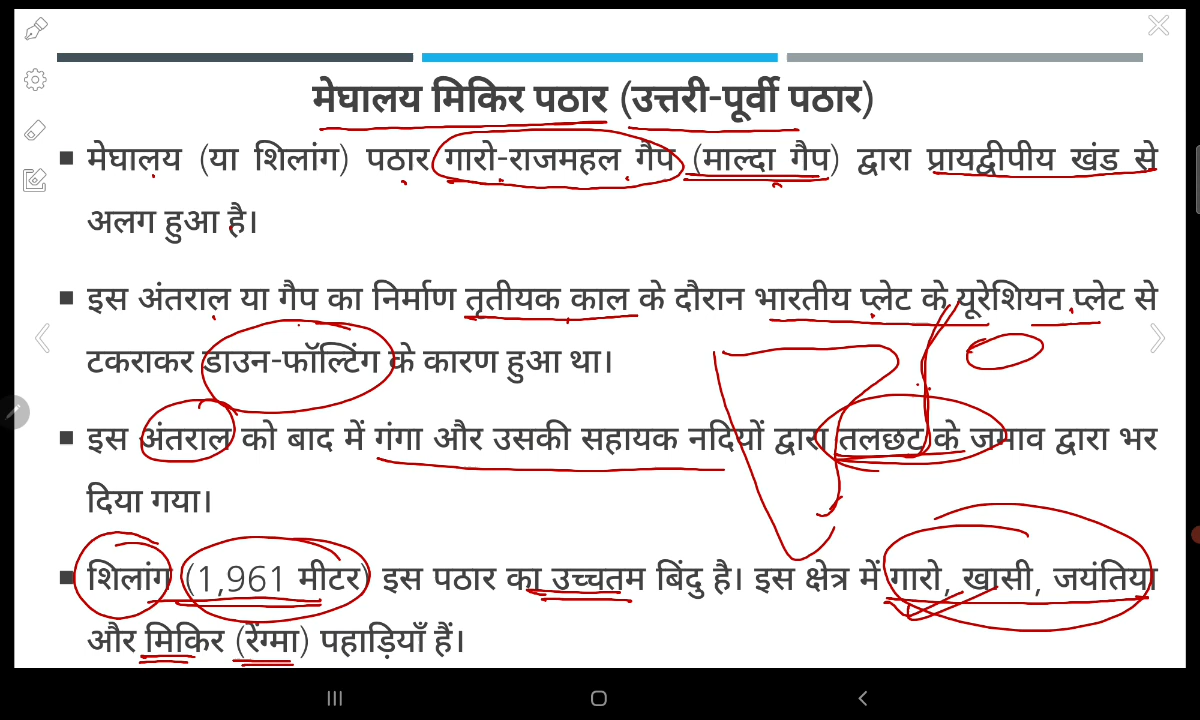 मेघालय मिकिर पठार (उत्तरी-पूर्वी पठार)
▪ मेघालय (या शिलांग) पठार गारो-राजमहल गैप (माल्दा गैप) द्वारा प्रायद्वीपीय खंड से
अलग हुआ है।
▪ इस अंतराल या गैप का निर्माण तृतीयक काल के दौरान भारतीय प्लेट के यूरेशियन प्लेट से
टकराकर डाउन-फॉल्टिंग के कारण हुआ था।
▪ इस अंतराल को बाद में गंगा और उसकी सहायक नदियों द्वारा तलछट के जमाव द्वारा भर
दिया गया।
▪ शिलांग (1,961 मीटर) इस पठार का उच्चतम बिंदु है। इस क्षेत्र में गारो, खासी, जयंतिया
और मिकिर (रेंग्मा) पहाड़ियाँ हैं।